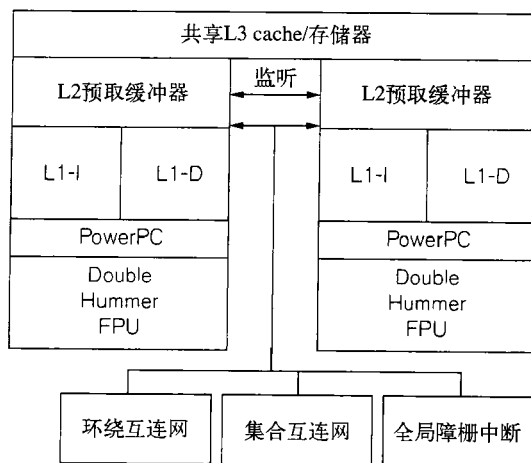 共享L3 cache/存储器
L2预取缓冲器
监听
L2预取缓冲器
L1-I
L1-D
L1-I
L1-D
PowerPC
PowerPC
Double
Hummer
FPU
Double
Hummer
FPU
环绕互连网
集合互连网
全局障栅中断